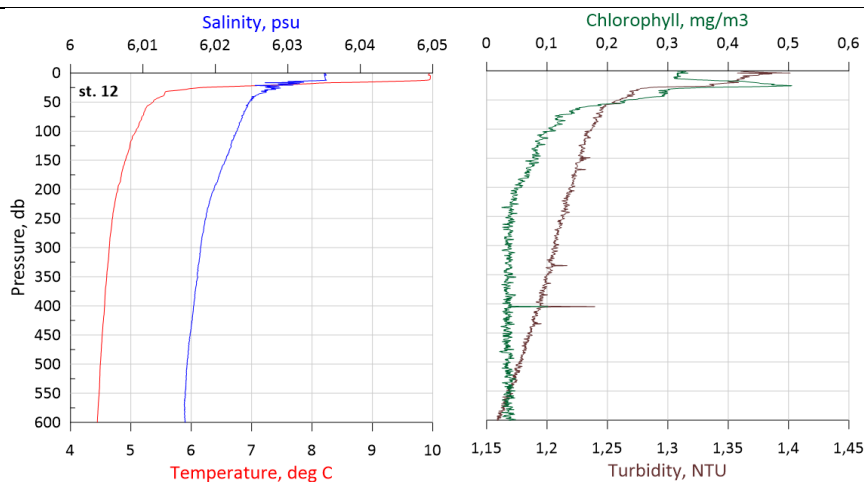 Salinity, psu
6 6,01 6,02 6,03 6,04 6,05
st. 12
Pressure, db
0
50
100
150
200
250
300
350
400
450
500
550
600
4 5 6 7 8 9 10
Temperature, deg C
Chlorophyll, mg/m3
0 0,1 0,2 0,3 0,4 0,5 0,6
1,15 1,2 1,25 1,3 1,35 1,4 1,45
Turbidity, NTU